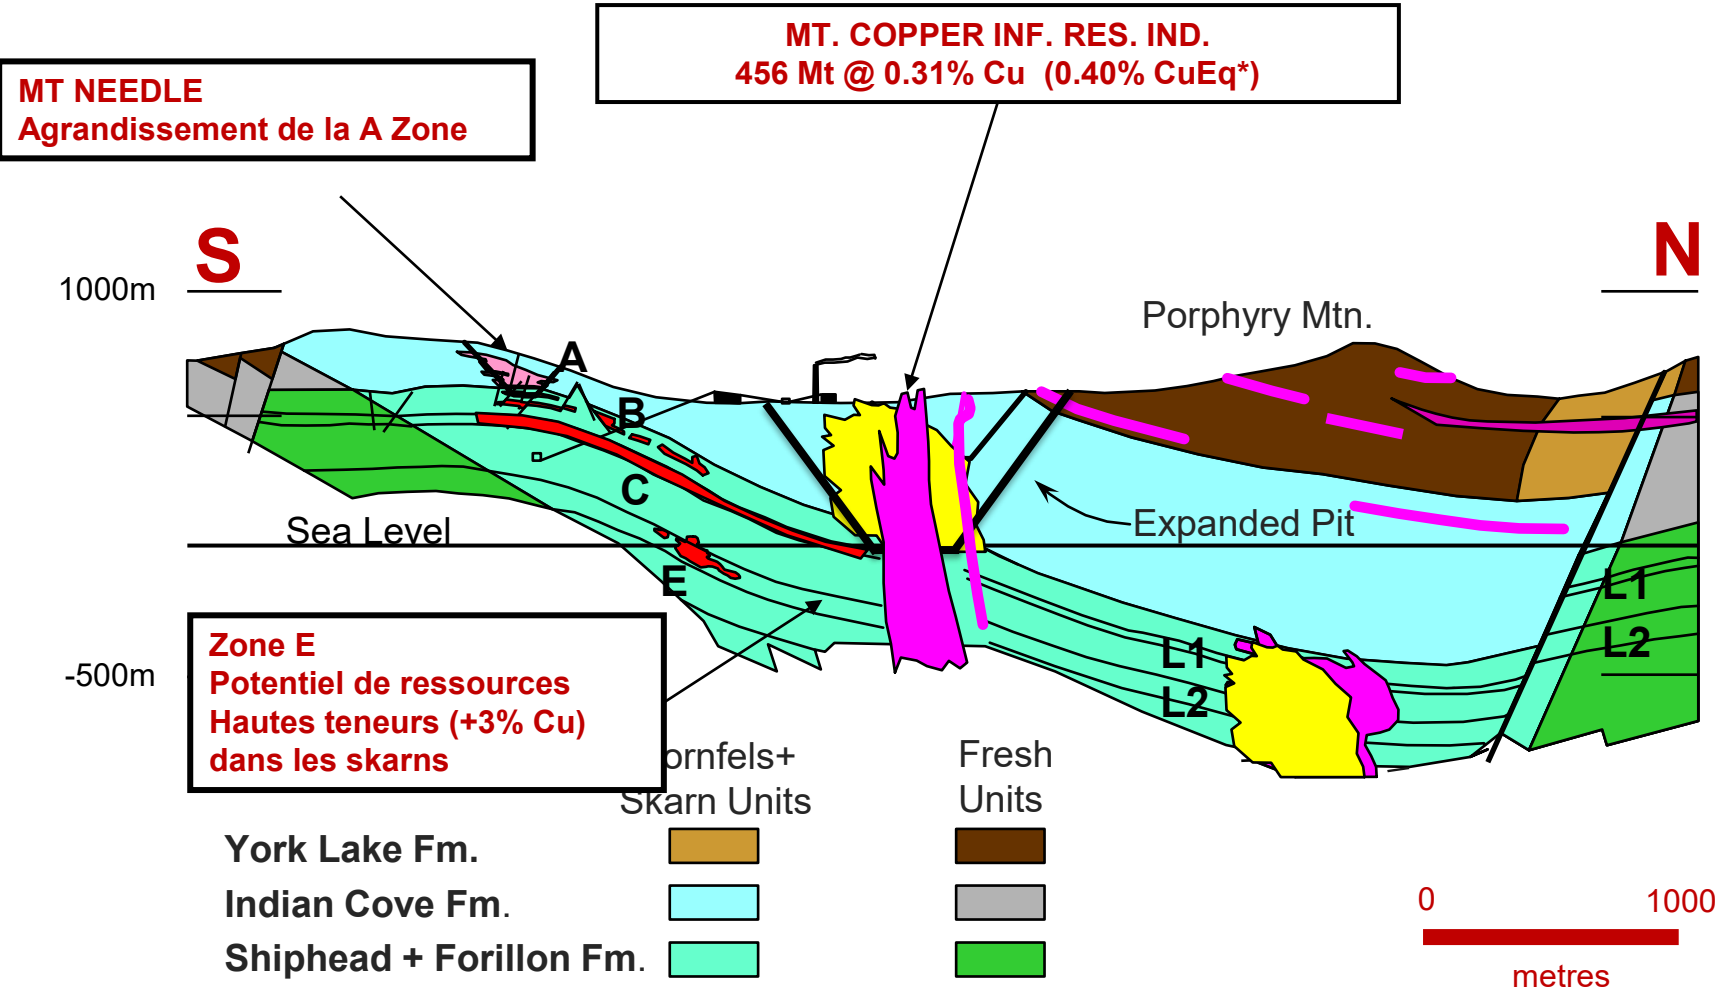 MT. COPPER INF. RES. IND.
456 Mt @ 0.31% Cu (0.40% CuEq*)
MT NEEDLE
Agrandissement de la A Zone
S
N
1000m
Porphyry Mtn.
A
B
C
Sea Level
Expanded Pit
E
L1
L2
L1
L2
Zone E
Potentiel de ressources
Hautes teneurs (+3% Cu)
dans les skarns
-500m
ornfels+
Skarn Units
Fresh
Units
York Lake Fm.
Indian Cove Fm.
Shiphead + Forillon Fm.
0
1000
metres